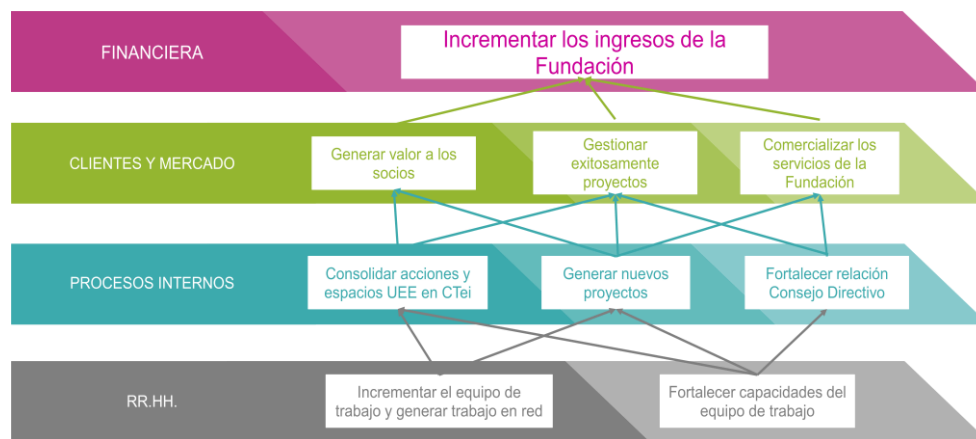 FINANCIERA
Incrementar los ingresos de la
Fundación
CLIENTES Y MERCADO
Generar valor a los
socios
Gestionar
exitosamente
proyectos
Comercializar los
servicios de la
Fundación
PROCESOS INTERNOS
Consolidar acciones y
espacios UEE en CTei
Generar nuevos
proyectos
Fortalecer relación
Consejo Directivo
RR.HH.
Incrementar el equipo de
trabajo y generar trabajo en red
Fortalecer capacidades del
equipo de trabajo